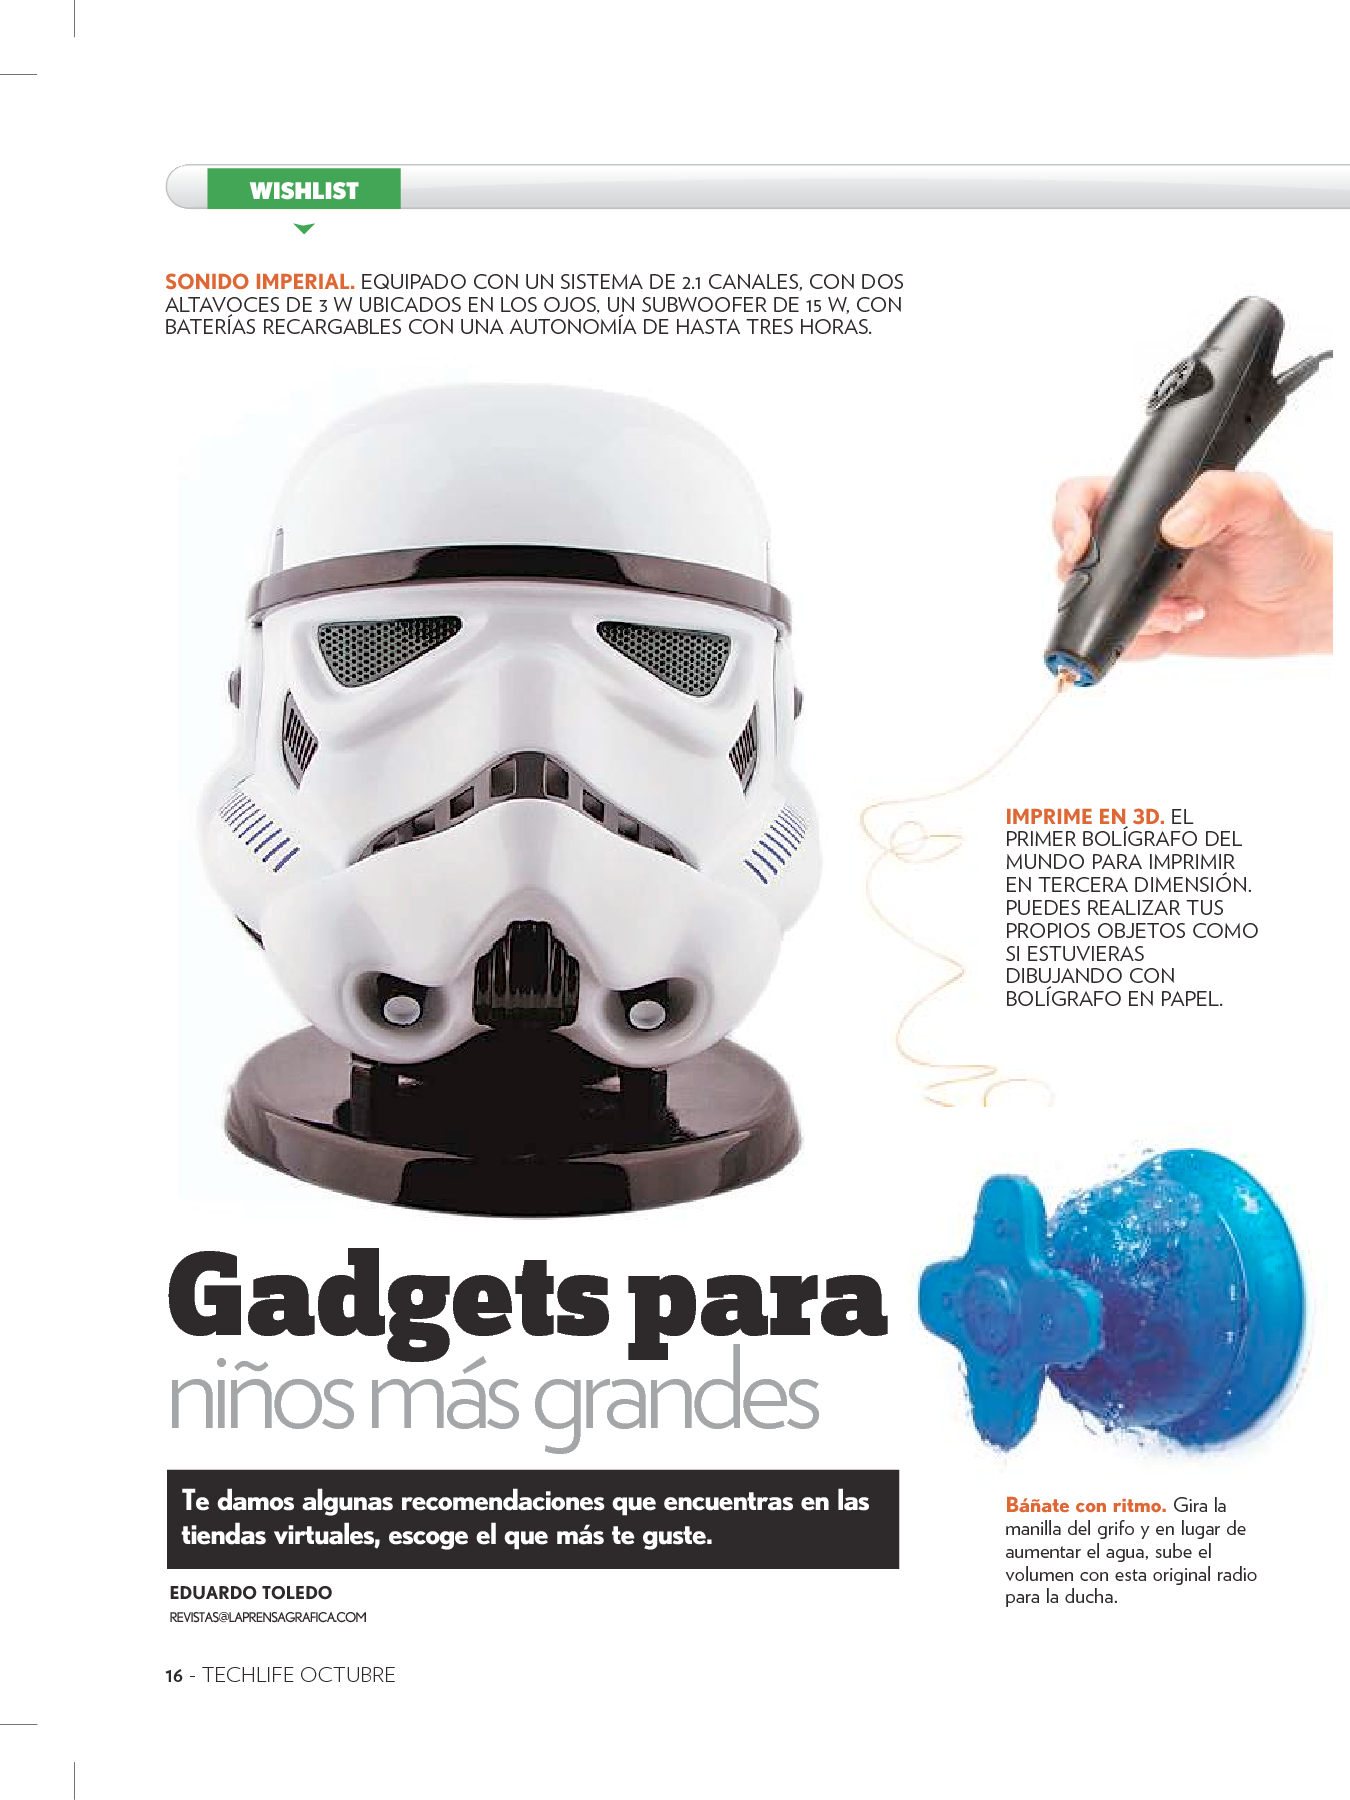 WISHLIST
SONIDO IMPERIAL. EQUIPADO CON UN SISTEMA DE 2.1 CANALES, CON DOS
ALTAVOCES DE 3 W UBICADOS EN LOS OJOS, UN SUBWOOFER DE 15 W, CON
BATERÍAS RECARGABLES CON UNA AUTONOMÍA DE HASTA TRES HORAS.
IMPRIME EN 3D. EL
PRIMER BOLÍGRAFO DEL
MUNDO PARA IMPRIMIR
EN TERCERA DIMENSIÓN.
PUEDES REALIZAR TUS
PROPIOS OBJETOS COMO
SI ESTUVIERAS
DIBUJANDO CON
BOLÍGRAFO EN PAPEL.
Gadgets para
niños más grandes
Te damos algunas recomendaciones que encuentras en las
tiendas virtuales, escoge el que más te guste.
EDUARDO TOLEDO
REVISTAS@LAPRENSAGRAFICA.COM
Báñate con ritmo. Gira la
manilla del grifo y en lugar de
aumentar el agua, sube el
volumen con esta original radio
para la ducha.
16 - TECHLIFE OCTUBRE